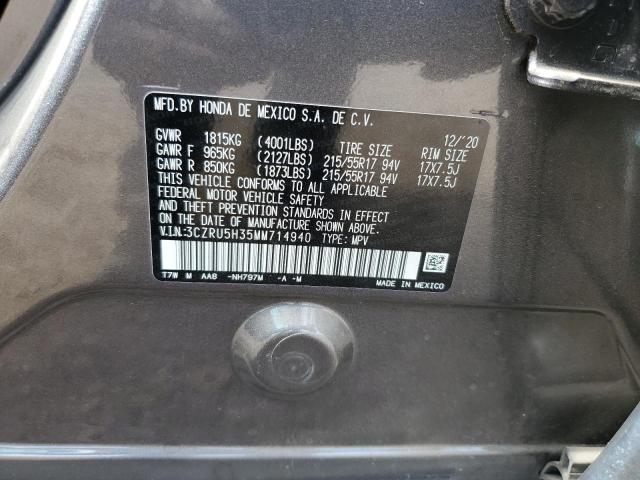 MFD.BY HONDA DE MEXICO S.A. DE C.V.
12/'20
GVWR 1815KG (4001LBS) TIRE SIZE RIM SIZE
GAWR F 965KG (2127LBS) 215/55R17 94V 17X7.5J
GAWR R 850KG (1873LBS) 215/55R17 94V 17X7.5J
THIS VEHICLE CONFORMS TO ALL APPLICABLE
FEDERAL MOTOR VEHICLE SAFETY
AND THEFT PREVENTION STANDARDS IN EFFECT
ON THE DATE OF MANUFACTURE SHOWN ABOVE.
V.I.N.:3CZRU5H35MM714940 TYPE: MPV
T7W M AAB -NH797M -A -M MADE IN MEXICO